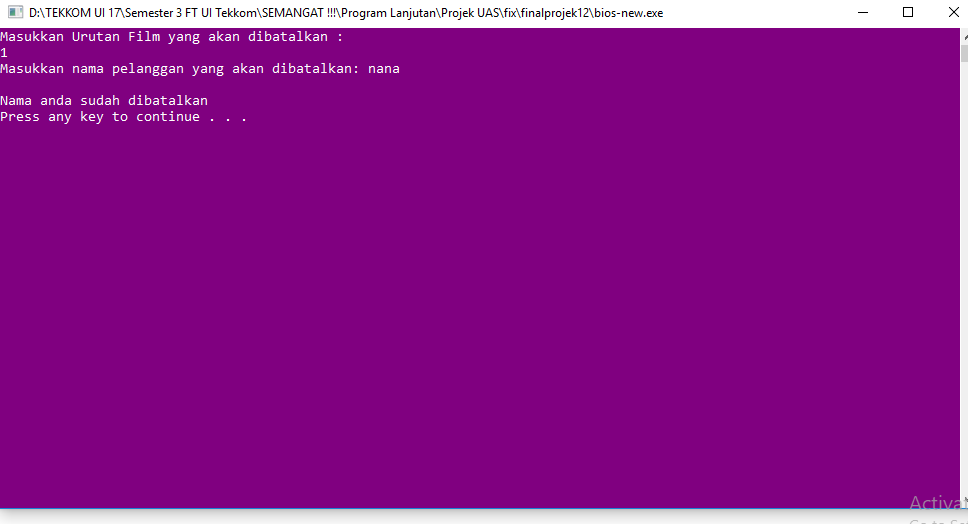 D:\TEKKOM UI 17\Semester 3 FT UI Tekkom\SEMANGAT !!!\Program Lanjutan\Projek UAS\fix\finalprojek12\bios-new.exe
Masukkan Urutan Film yang akan dibatalkan :
1
Masukkan nama pelanggan yang akan dibatalkan: nana
Nama anda sudah dibatalkan
Press any key to continue . . .